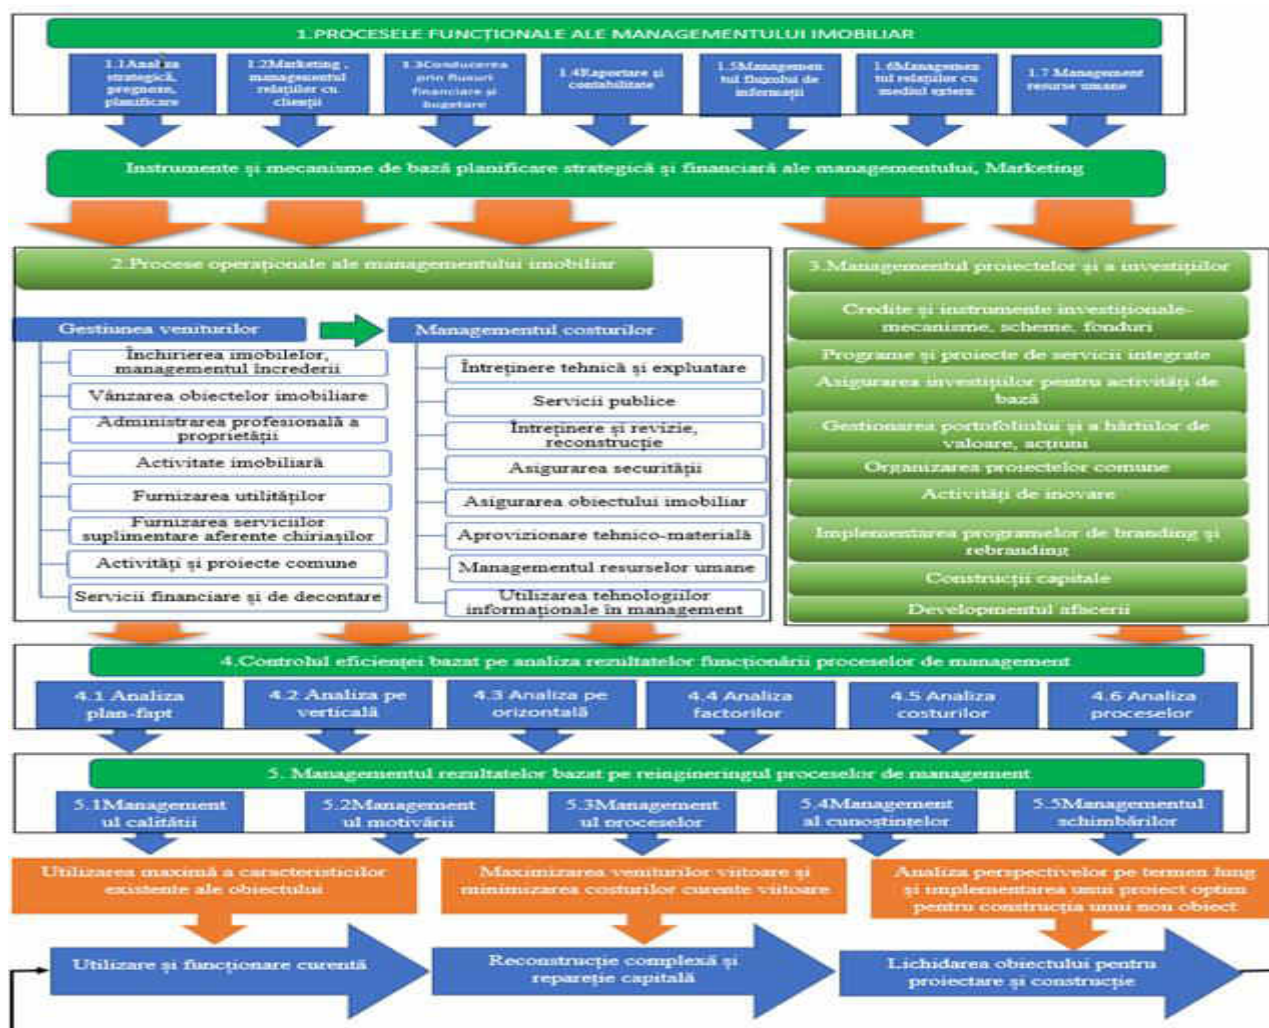 1.PROCESELE FUNCȚIONALE ALE MANAGEMENTULUI IMOBILIAR
1.1Analiza
strategică,
prognoze,
planificare
1.2Marketing ,
managementul
relațiilor cu
clienții
1.3Conducerea
prin fluxuri
financiare și
bugetare
1.4Raportare și
contabilitate
1.5Managemen
tul fluxului de
informații
1.6Managemen
tul relațiilor cu
mediul extern
1.7 Management
resurse umane
Instrumente și mecanisme de bază planificare strategică și financiară ale managementului, Marketing
2.Procese operaționale ale managementului imobiliar
Gestiunea veniturilor
Închirierea imobilelor,
managementul încrederii
Vânzarea obiectelor imobiliare
Administrarea profesională a
proprietății
Activitate imobiliară
Furnizarea utilităților
Furnizarea serviciilor
suplimentare aferente chiriașilor
Activități și proiecte comune
Servicii financiare și de decontare
Managementul costurilor
Întreținere tehnică și expluatare
Servicii publice
Întreținere și revizie,
reconstrucție
Asigurarea securității
Asigurarea obiectului imobiliar
Aprovizionare tehnico-materială
Managementul resurselor umane
Utilizarea tehnologiilor
informaționale în management
3.Managementul proiectelor și a investițiilor
Credite și instrumente investiționale-
mecanisme, scheme, fonduri
Programe și proiecte de servicii integrate
Asigurarea investițiilor pentru activități de
bază
Gestionarea portofoliului și a hârtiilor de
valoare, acțiuni
Organizarea proiectelor comune
Activități de inovare
Implementarea programelor de branding și
rebranding
Construcții capitale
Developmentul afacerii
4.Controlul eficienței bazat pe analiza rezultatelor funcționării proceselor de management
4.1 Analiza
plan-fapt
4.2 Analiza pe
verticală
4.3 Analiza pe
orizontală
4.4 Analiza
factorilor
4.5 Analiza
costurilor
4.6 Analiza
proceselor
5. Managementul rezultatelor bazat pe reingineringul proceselor de management
5.1Management
ul calității
5.2Management
ul motivării
5.3Management
ul proceselor
5.4Management
al cunoștințelor
5.5Managementul
schimbărilor
Utilizarea maximă a caracteristicilor
existente ale obiectului
Maximizarea veniturilor viitoare și
minimizarea costurilor curente viitoare
Analiza perspectivelor pe termen lung
și implementarea unui proiect optim
pentru construcția unui nou obiect
Utilizare și funcționare curentă
Reconstrucție complexă și
reparație capitală
Lichidarea obiectului pentru
proiectare și construcție